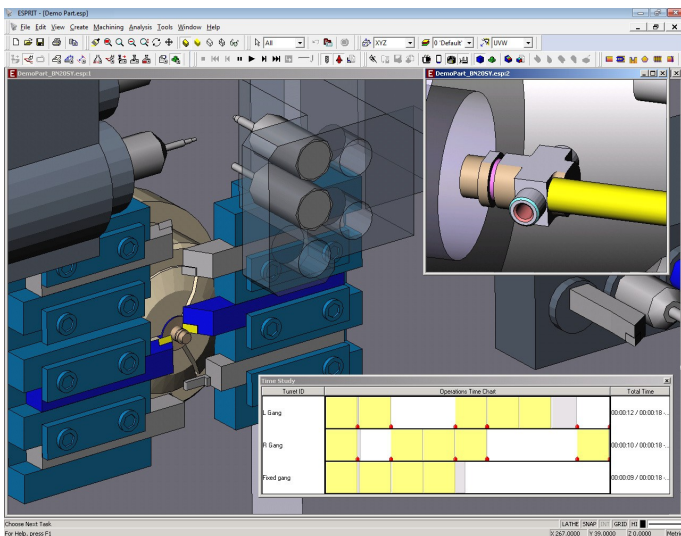 ESPRIT - [Demo Part.esp]
File Edit View Create Machining Analysis Tools Window Help
All
XYZ
0 'Default'
UVW
DemoPart_BN20SY.esp:1
DemoPart_BN20SY.esp:2
Time Study
Turret ID Operations Time Chart Total Time
L Gang 00:00:12 / 00:00:18 -...
R Gang 00:00:10 / 00:00:18 -...
Fixed gang 00:00:09 / 00:00:18 -...
Choose Next Task
LATHE SNAP INT GRID HI
For Help, press F1
X 267.0000 Y 39.0000 Z 0.0000 Metric